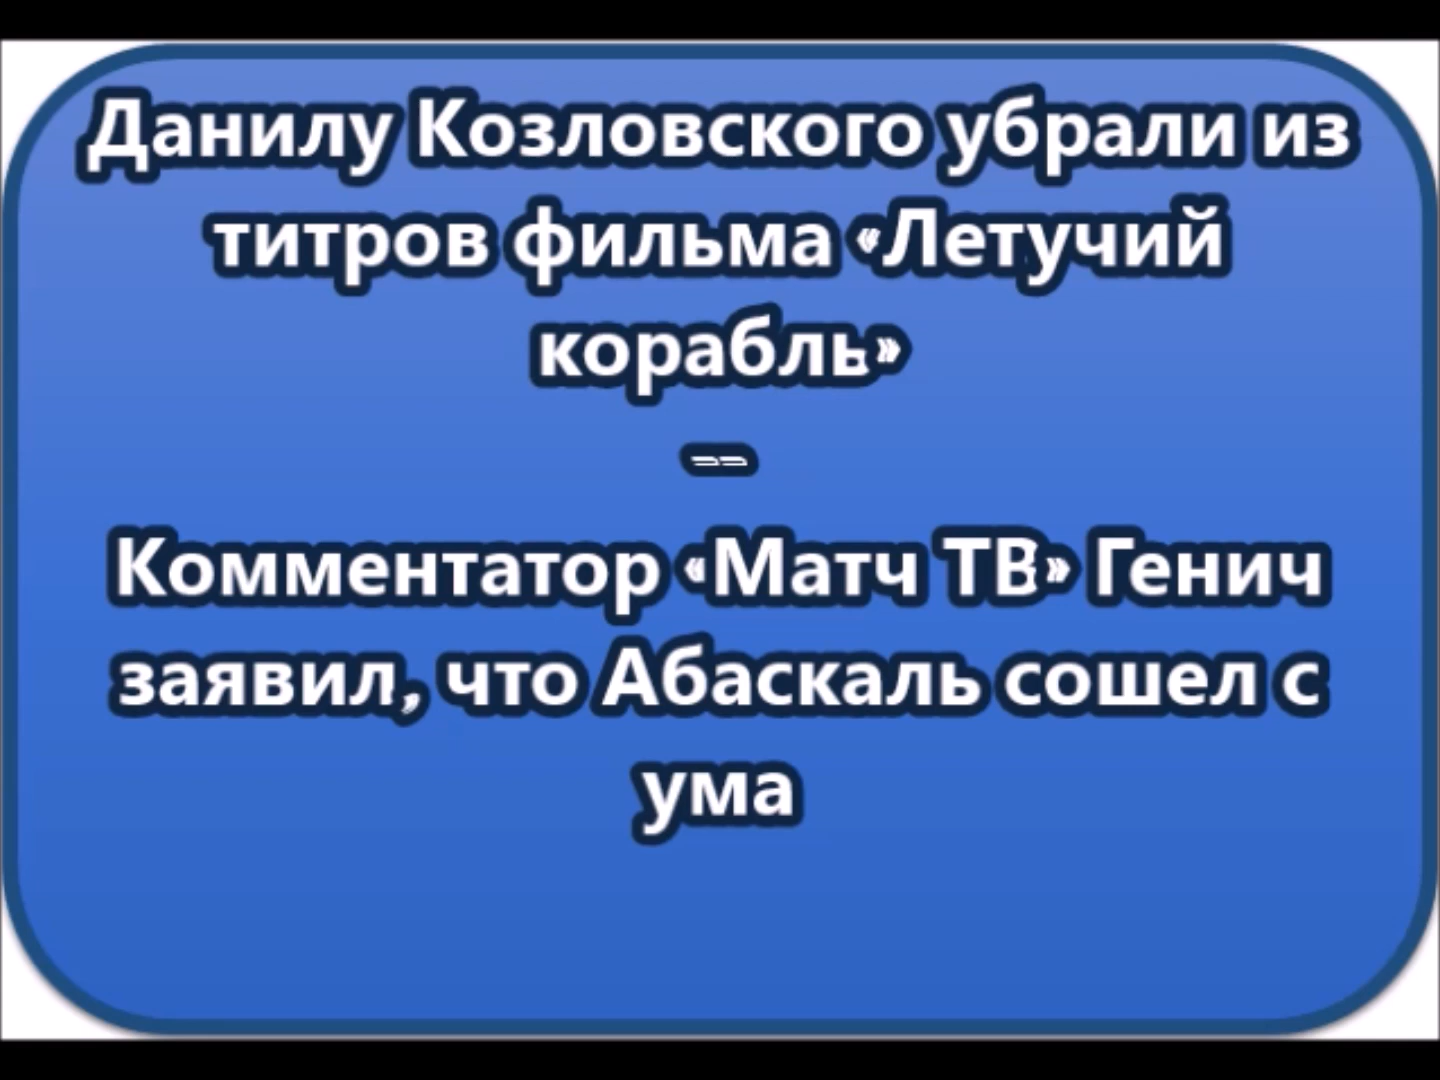 Данилу Козловского убрали из
титров фильма «Летучий
корабль»
--
Комментатор «Матч ТВ» Генич
заявил, что Абаскаль сошел с
ума